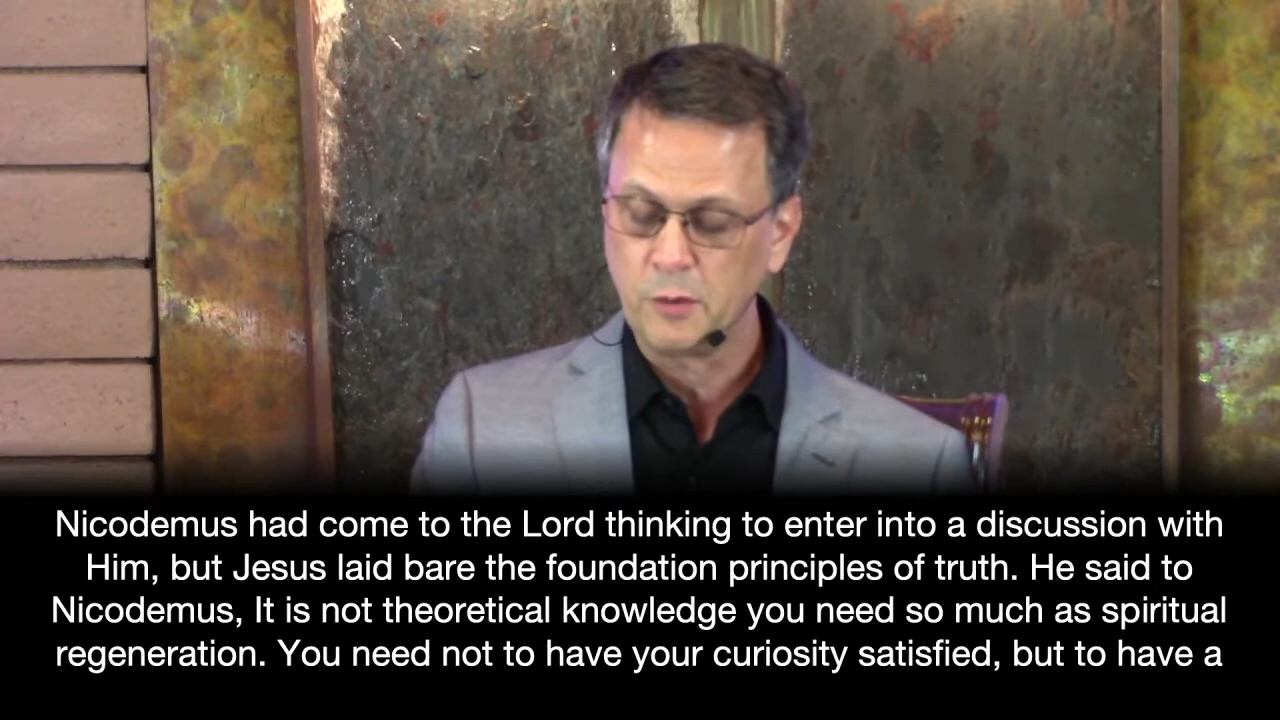 Nicodemus had come to the Lord thinking to enter into a discussion with
Him, but Jesus laid bare the foundation principles of truth. He said to
Nicodemus, It is not theoretical knowledge you need so much as spiritual
regeneration. You need not to have your curiosity satisfied, but to have a